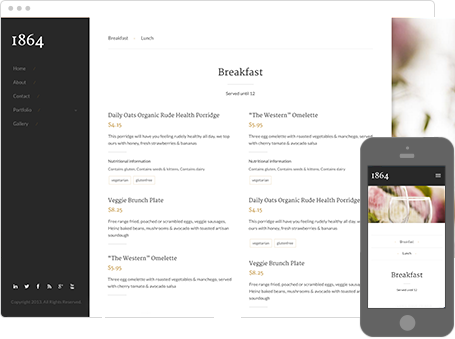 1864
Home
About
Contact
Portfolio
Gallery
Copyright 2013. All Rights Reserved
Breakfast
Lunch
Breakfast
Served until 12
Daily Oats Organic Rude Health Porridge
$4.15
This porridge will have you feeling rudely healthy all day, we top
ours with honey, fresh strawberries & bananas
Nutritional Information
Contains gluten. Contains seeds & kittens. Contains dairy
vegetarian
glutenfree
Veggie Brunch Plate
$8.25
Free range fried, poached or scrambled eggs, veggie sausages,
Heinz baked beans, mushrooms & avocado with roasted artisan
sourdough
"The Western" Omelette
$5.95
Three egg omelette with roasted vegetables & manchego, served
with cherry tomato & avocado salsa
"The Western" Omelette
$5.95
Three egg omelette with roasted vegetables & manchego, served
with cherry tomato & avocado salsa
Nutritional Information
Contains gluten. Contains seeds & kittens. Contains dairy
vegetarian
Daily Oats Organic Rude Health Porridge
$4.15
This porridge will have you feeling rudely healthy all day, we top
ours with honey, fresh strawberries & bananas
vegetarian
glutenfree
Veggie Brunch Plate
$8.25
Free range fried, poached or scrambled eggs, veggie
Heinz baked beans, mushrooms & avocado with roasted
sourdough
1864
Breakfast
Lunch
Breakfast
Served until 12